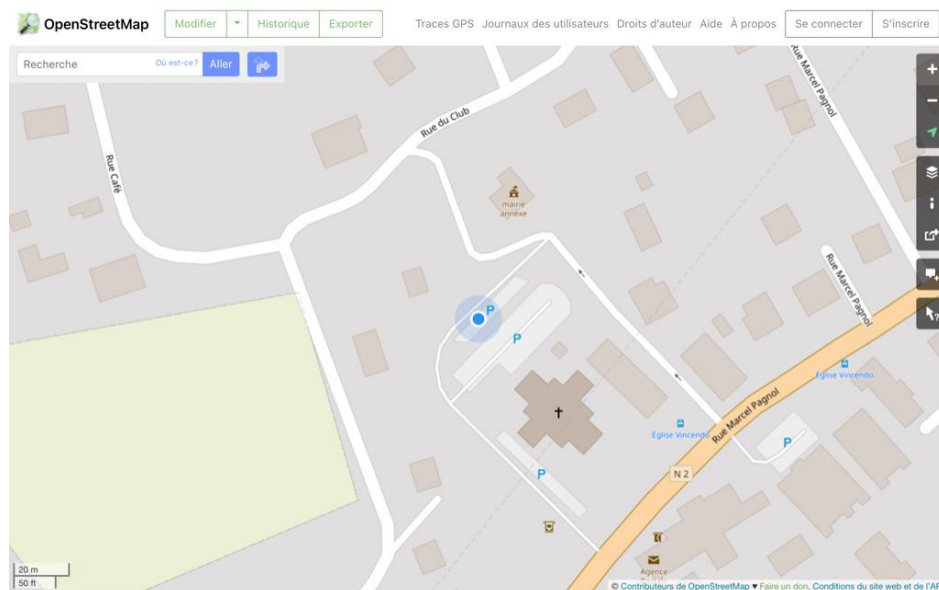 OpenStreetMap
Modifier
Historique
Exporter
Traces GPS
Journaux des utilisateurs
Droits d'auteur
Aide
À propos
Se connecter
S'inscrire
Recherche
Où est-ce ?
Aller
Rue Marcel Pagnol
Rue du Club
Rue Café
mairie
annexe
Rue Marcel Pagnol
P
P
Église Vincendo
Rue Marcel Pagnol
Église Vincendo
P
P
N 2
Agence
20 m
50 ft
© Contributeurs de OpenStreetMap ♥ Faire un don. Conditions du site web et de l'AP